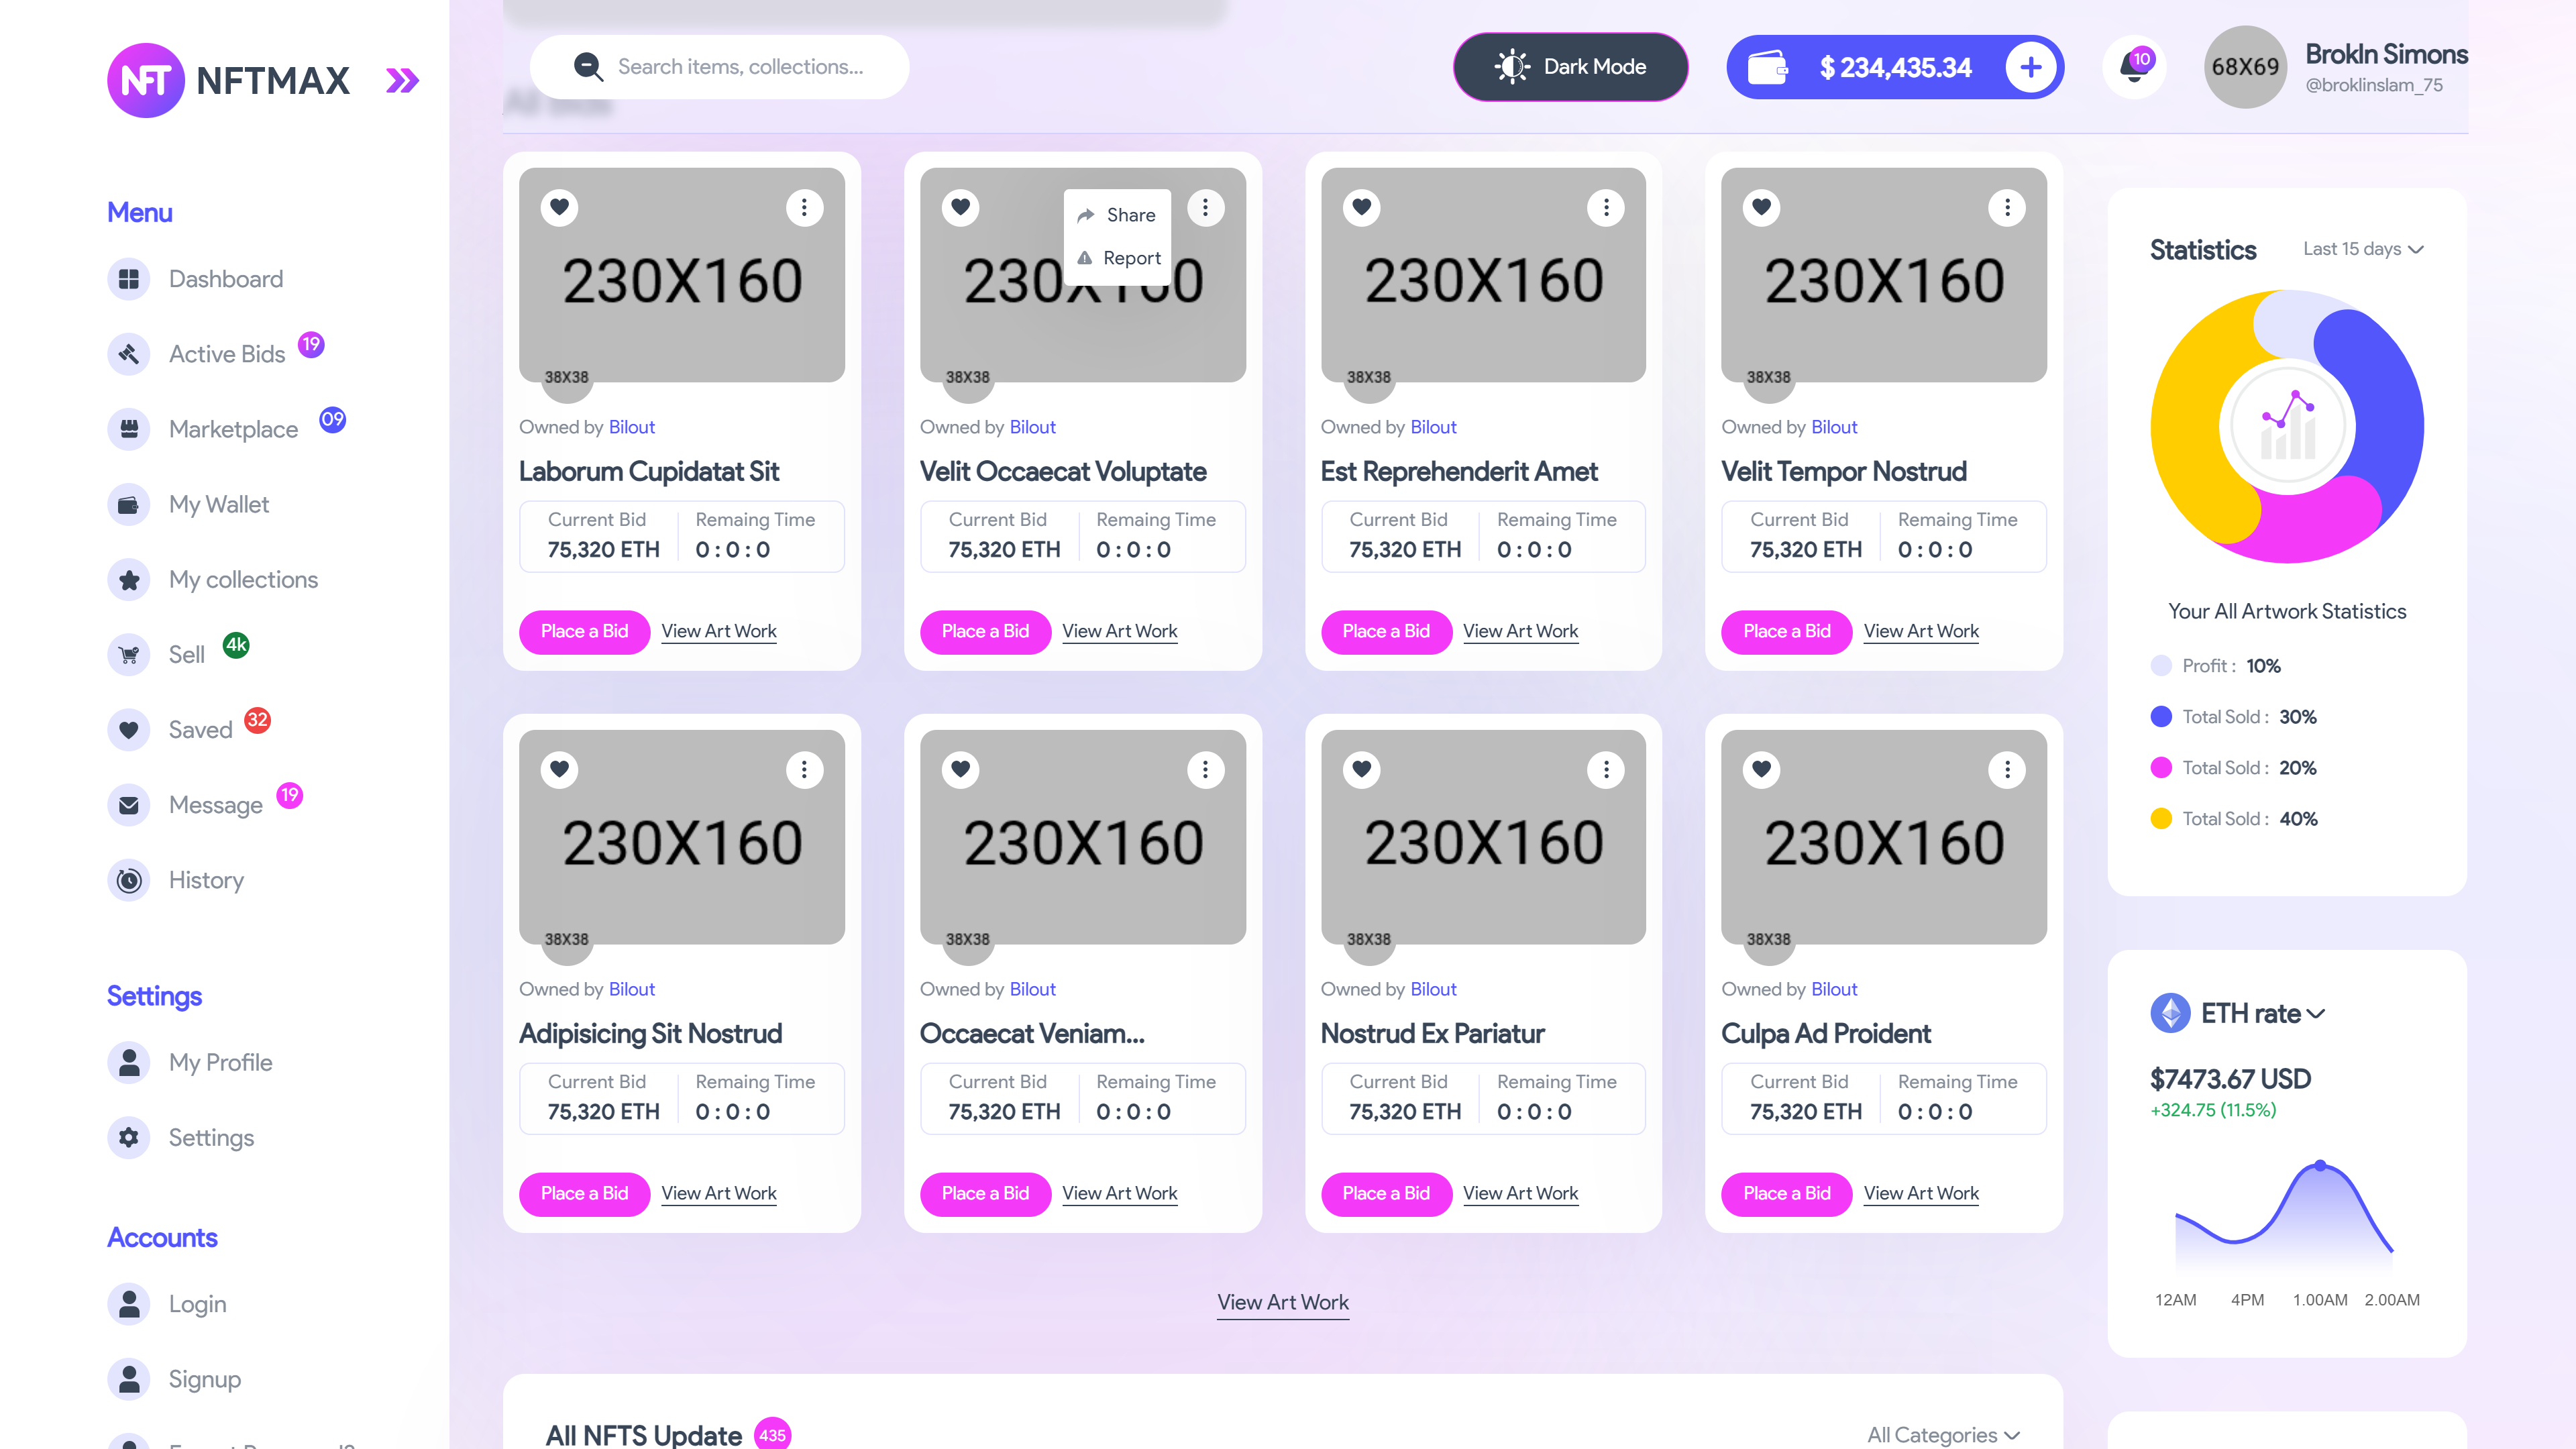 NFT NFTMAX
Search items, collections...
Dark Mode
$ 234,435.34
10
68X69
Brokln Simons
@broklinslam_75
Menu
Dashboard
Active Bids 19
Marketplace 09
My Wallet
My collections
Sell 4k
Saved 32
Message 19
History
Settings
My Profile
Settings
Accounts
Login
Signup
230X160
38X38
Owned by Bilout
Laborum Cupidatat Sit
Current Bid Remaing Time
75,320 ETH 0 : 0 : 0
Place a Bid View Art Work
Share
Report
38X38
Owned by Bilout
Velit Occaecat Voluptate
Current Bid Remaing Time
75,320 ETH 0 : 0 : 0
Place a Bid View Art Work
230X160
38X38
Owned by Bilout
Est Reprehenderit Amet
Current Bid Remaing Time
75,320 ETH 0 : 0 : 0
Place a Bid View Art Work
230X160
38X38
Owned by Bilout
Velit Tempor Nostrud
Current Bid Remaing Time
75,320 ETH 0 : 0 : 0
Place a Bid View Art Work
230X160
38X38
Owned by Bilout
Adipisicing Sit Nostrud
Current Bid Remaing Time
75,320 ETH 0 : 0 : 0
Place a Bid View Art Work
230X160
38X38
Owned by Bilout
Occaecat Veniam...
Current Bid Remaing Time
75,320 ETH 0 : 0 : 0
Place a Bid View Art Work
230X160
38X38
Owned by Bilout
Nostrud Ex Pariatur
Current Bid Remaing Time
75,320 ETH 0 : 0 : 0
Place a Bid View Art Work
230X160
38X38
Owned by Bilout
Culpa Ad Proident
Current Bid Remaing Time
75,320 ETH 0 : 0 : 0
Place a Bid View Art Work
View Art Work
All NFTS Update 435
All Categories
Statistics Last 15 days
Your All Artwork Statistics
Profit : 10%
Total Sold : 30%
Total Sold : 20%
Total Sold : 40%
ETH rate
$7473.67 USD
+324.75 (11.5%)
12AM 4PM 1.00AM 2.00AM